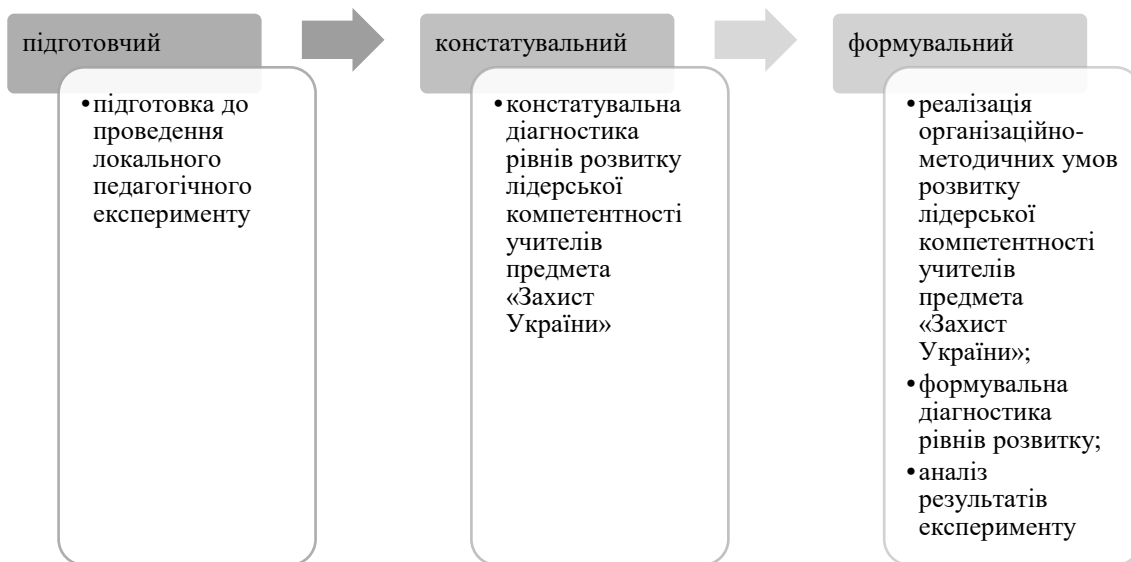 підготовчий
•підготовка до
проведення
локального
педагогічного
експерименту
констатувальний
•констатувальна
діагностика
рівнів розвитку
лідерської
компетентності
учителів
предмета
«Захист
України»
формувальний
•реалізація
організаційно-
методичних умов
розвитку
лідерської
компетентності
учителів
предмета
«Захист
України»;
•формувальна
діагностика
рівнів розвитку;
•аналіз
результатів
експерименту